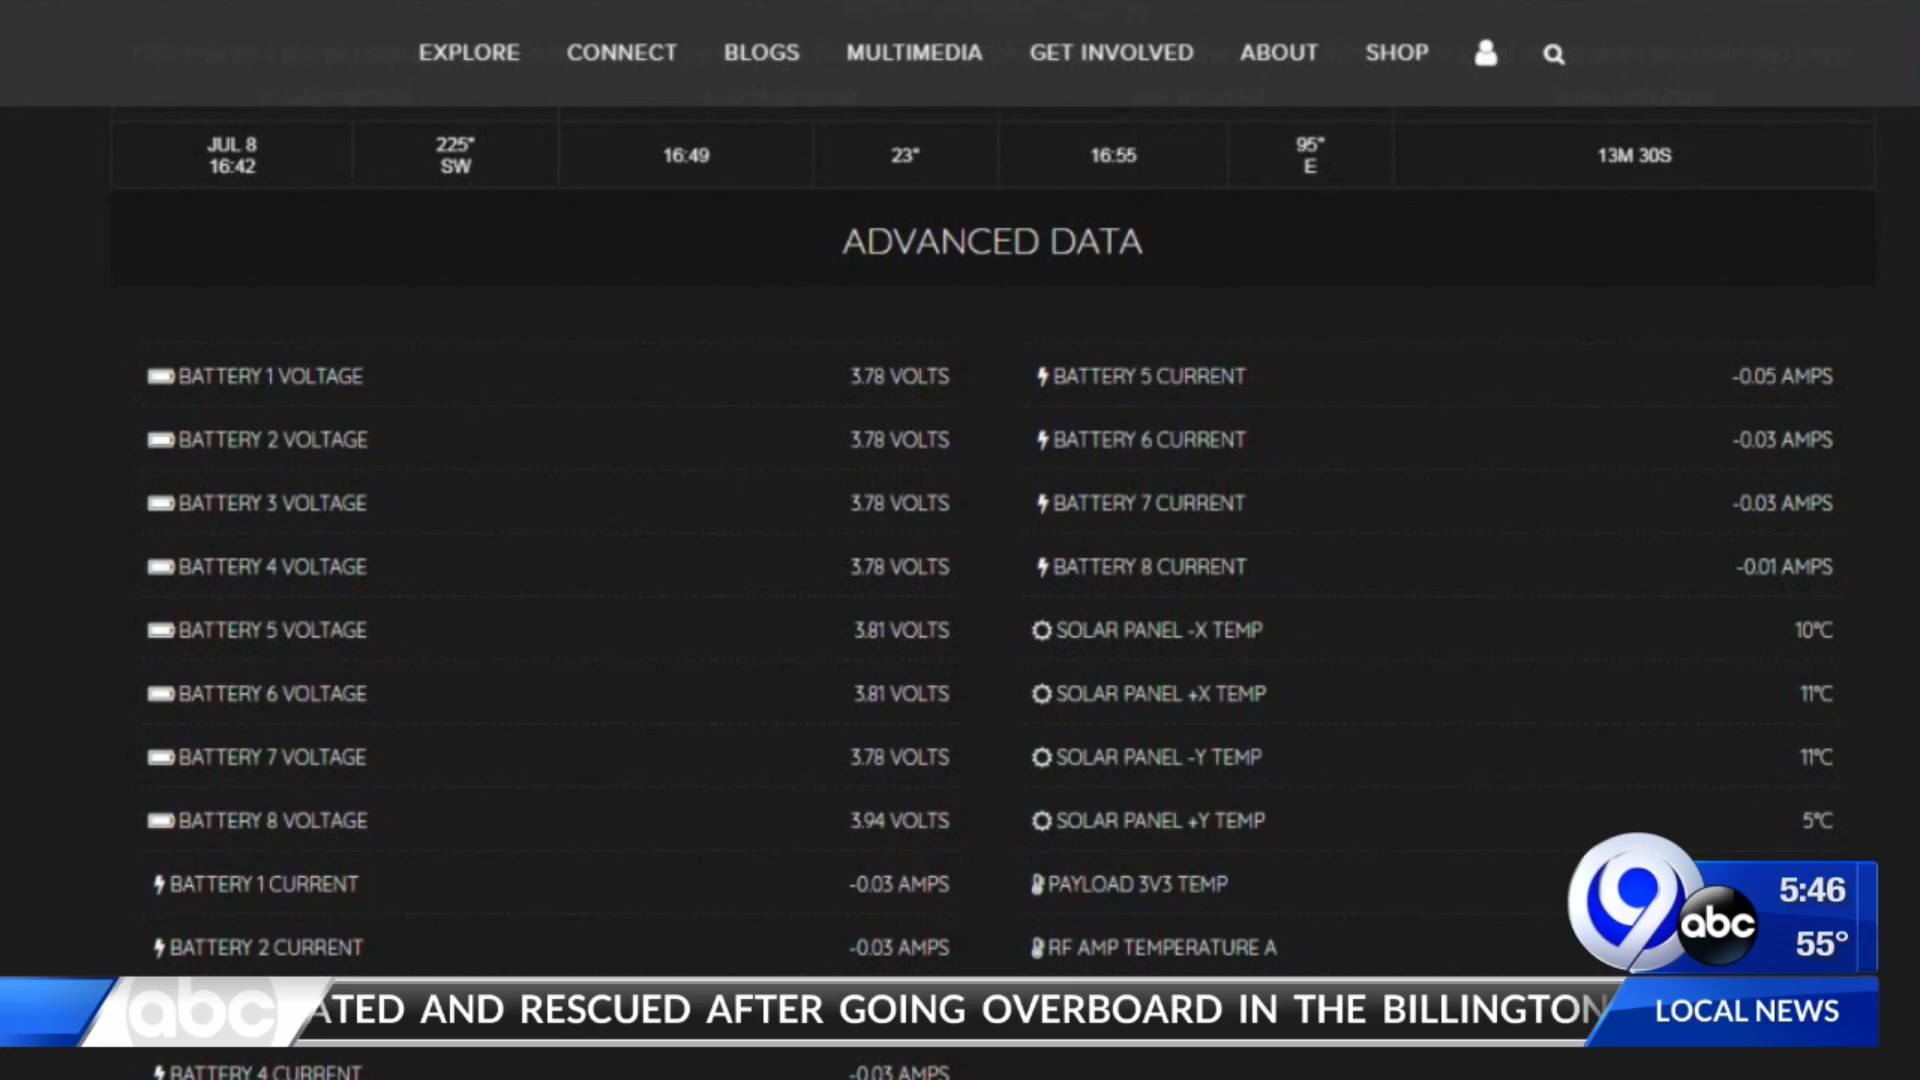 EXPLORE CONNECT BLOGS MULTIMEDIA GET INVOLVED ABOUT SHOP
JUL 8 16:42 225° SW 16:49 23° 16:55 95° E 13M 30S
ADVANCED DATA
BATTERY 1 VOLTAGE 3.78 VOLTS
BATTERY 2 VOLTAGE 3.78 VOLTS
BATTERY 3 VOLTAGE 3.78 VOLTS
BATTERY 4 VOLTAGE 3.78 VOLTS
BATTERY 5 VOLTAGE 3.81 VOLTS
BATTERY 6 VOLTAGE 3.81 VOLTS
BATTERY 7 VOLTAGE 3.78 VOLTS
BATTERY 8 VOLTAGE 3.94 VOLTS
BATTERY 1 CURRENT -0.03 AMPS
BATTERY 2 CURRENT -0.03 AMPS
BATTERY 4 CURRENT -0.03 AMPS
BATTERY 5 CURRENT -0.05 AMPS
BATTERY 6 CURRENT -0.03 AMPS
BATTERY 7 CURRENT -0.03 AMPS
BATTERY 8 CURRENT -0.01 AMPS
SOLAR PANEL -X TEMP 10°C
SOLAR PANEL +X TEMP 11°C
SOLAR PANEL -Y TEMP 11°C
SOLAR PANEL +Y TEMP 5°C
PAYLOAD 3V3 TEMP
RF AMP TEMPERATURE A
9 abc 5:46
55°
abc ATED AND RESCUED AFTER GOING OVERBOARD IN THE BILLINGTON
LOCAL NEWS